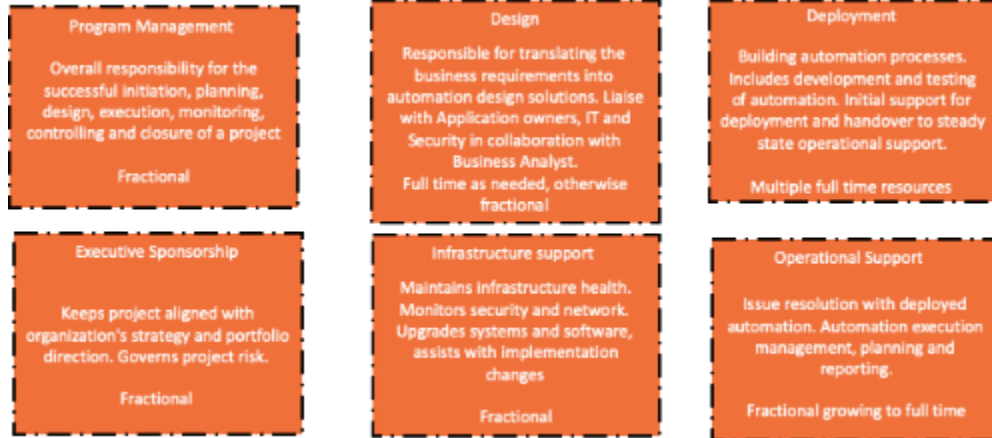 Program Management
Overall responsibility for the
successful initiation, planning,
design, execution, monitoring,
controlling and closure of a project
Fractional
Design
Responsible for translating the
business requirements into
automation design solutions. Liaise
with Application owners, IT and
Security in collaboration with
Business Analyst.
Full time as needed, otherwise
fractional
Deployment
Building automation processes.
Includes development and testing
of automation. Initial support for
deployment and handover to steady
state operational support.
Multiple full time resources
Executive Sponsorship
Keeps project aligned with
organization's strategy and portfolio
direction. Governs project risk.
Fractional
Infrastructure support
Maintains infrastructure health.
Monitors security and network.
Upgrades systems and software,
assists with implementation
changes
Fractional
Operational Support
Issue resolution with deployed
automation. Automation execution
management, planning and
reporting.
Fractional growing to full time